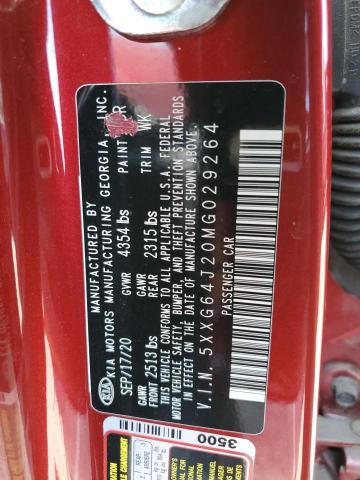 MANUFACTURED BY
KIA KIA MOTORS MANUFACTURING GEORGIA, INC.
SEP/17/20 GVWR 4354 lbs PAINT R
GAWR FRONT 2513 lbs GAWR REAR 2315 lbs TRIM WK
THIS VEHICLE CONFORMS TO ALL APPLICABLE U.S.A. FEDERAL
MOTOR VEHICLE SAFETY, BUMPER, AND THEFT PREVENTION STANDARDS
IN EFFECT ON THE DATE OF MANUFACTURE SHOWN ABOVE.
V.I.N. 5XXG64J20MG029264
PASSENGER CAR
3500